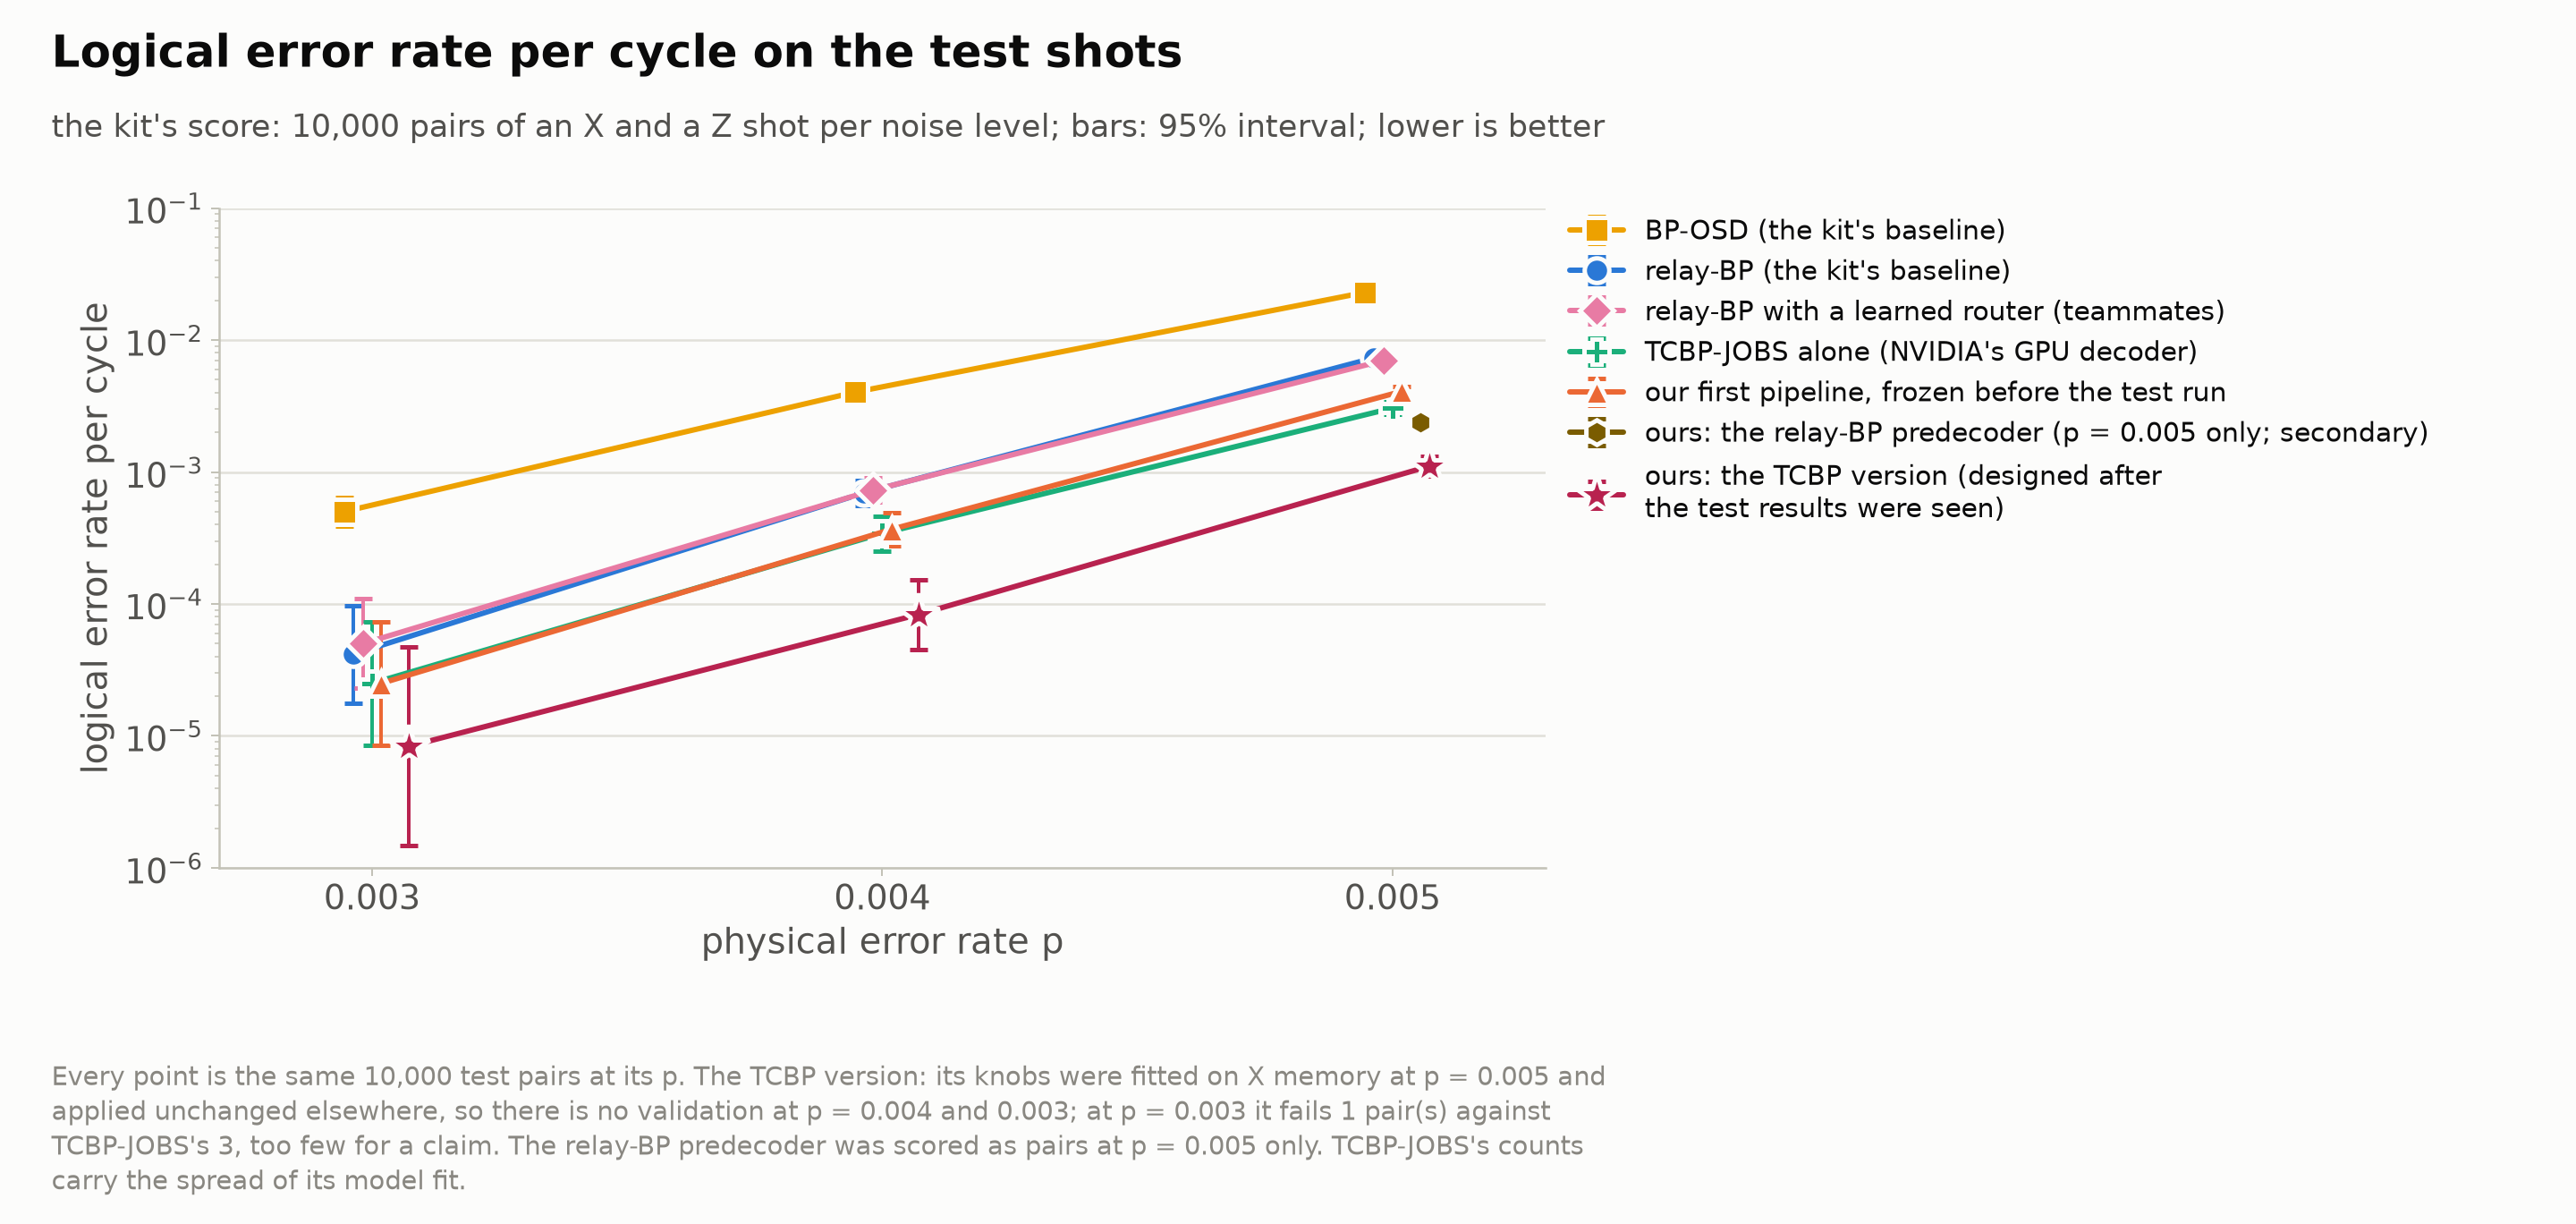 Logical error rate per cycle on the test shots
the kit's score: 10,000 pairs of an X and a Z shot per noise level; bars: 95% interval; lower is better
logical error rate per cycle
10⁻¹
10⁻²
10⁻³
10⁻⁴
10⁻⁵
10⁻⁶
0.003
0.004
0.005
physical error rate p
BP-OSD (the kit's baseline)
relay-BP (the kit's baseline)
relay-BP with a learned router (teammates)
TCBP-JOBS alone (NVIDIA's GPU decoder)
our first pipeline, frozen before the test run
ours: the relay-BP predecoder (p = 0.005 only; secondary)
ours: the TCBP version (designed after
the test results were seen)
Every point is the same 10,000 test pairs at its p. The TCBP version: its knobs were fitted on X memory at p = 0.005 and
applied unchanged elsewhere, so there is no validation at p = 0.004 and 0.003; at p = 0.003 it fails 1 pair(s) against
TCBP-JOBS's 3, too few for a claim. The relay-BP predecoder was scored as pairs at p = 0.005 only. TCBP-JOBS's counts
carry the spread of its model fit.